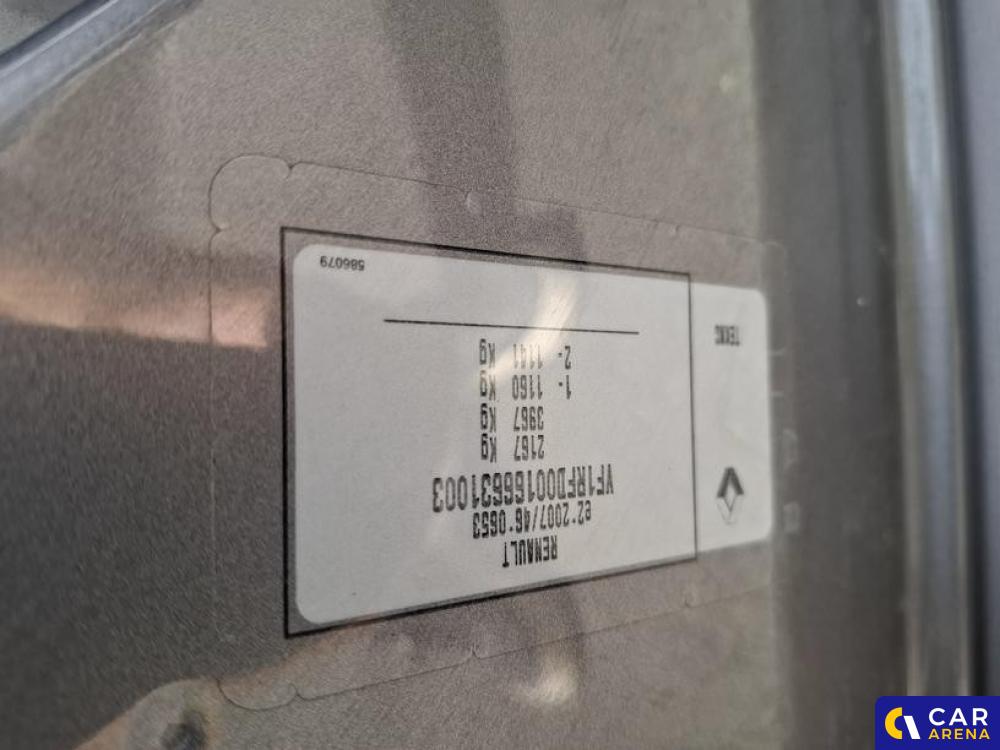 RENAULT
e2*2007/46*0653
VF1RFD00166631003
2167 Kg
3967 Kg
1- 1160 Kg
2- 1141 Kg
586079
TEKNO
CAR
ARENA